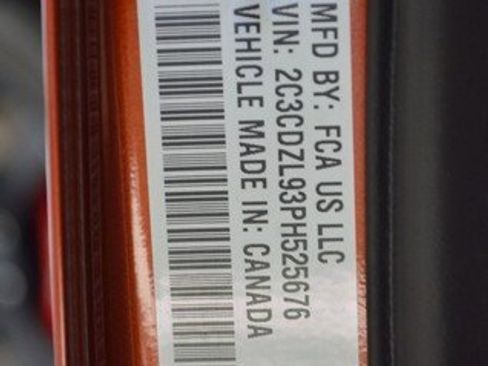 MFD BY: FCA US LLC
VIN: 2C3CDZL93PH525676
VEHICLE MADE IN: CANADA